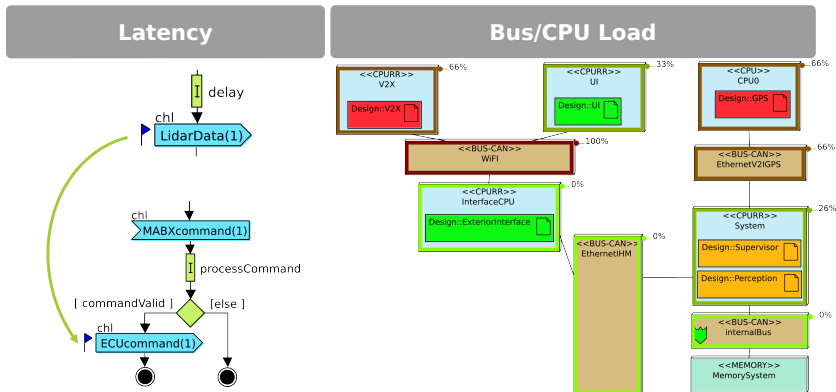 Latency
delay
chl
LidarData(1)
chl
MABXcommand(1)
processCommand
[ commandValid ]
[else ]
chl
ECUcommand(1)
Bus/CPU Load
66%
<<CPURR>>
V2X
Design::V2X
33%
<<CPURR>>
UI
Design::UI
66%
<<CPU>>
CPU0
Design::GPS
100%
<<BUS-CAN>>
WiFI
66%
<<BUS-CAN>>
EthernetV2IGPS
0%
<<CPURR>>
InterfaceCPU
Design::ExteriorInterface
0%
<<BUS-CAN>>
EthernetIHM
26%
<<CPURR>>
System
Design::Supervisor
Design::Perception
0%
<<BUS-CAN>>
internalBus
<<MEMORY>>
MemorySystem